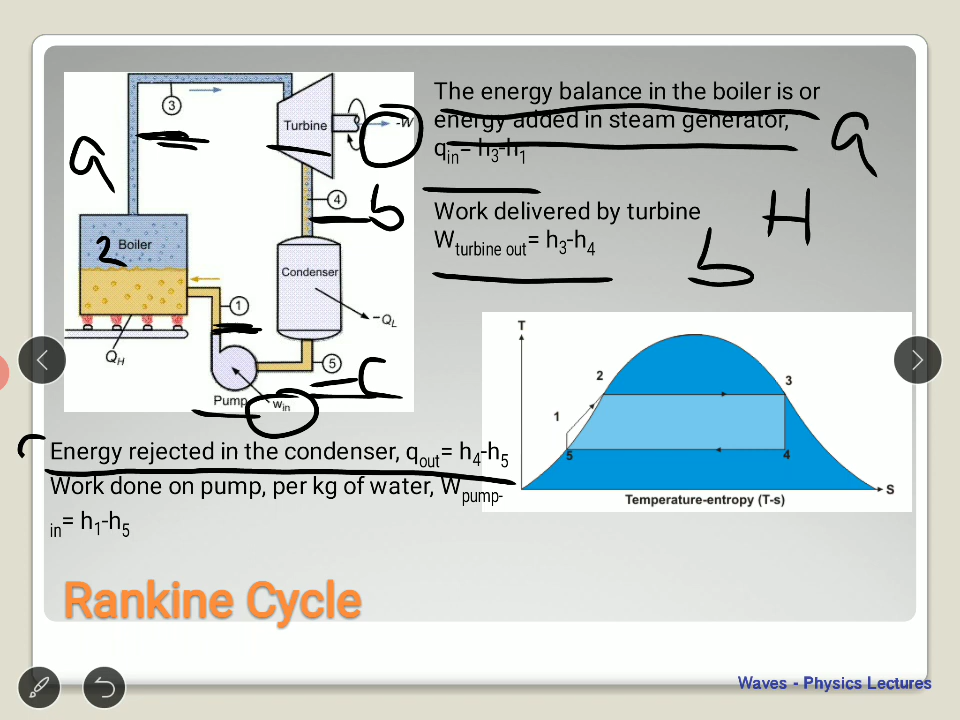 The energy balance in the boiler is or
energy added in steam generator,
qin= h3-h1
Work delivered by turbine
Wturbine out= h3-h4
3
Turbine
-W
a
a
4
b
H
b
2
Boiler
Condenser
1
-QL
QH
5
c
Pump
win
T
2
3
1
5
4
S
Temperature-entropy (T-s)
Energy rejected in the condenser, qout= h4-h5
Work done on pump, per kg of water, Wpump-
in= h1-h5
Rankine Cycle
Waves - Physics Lectures